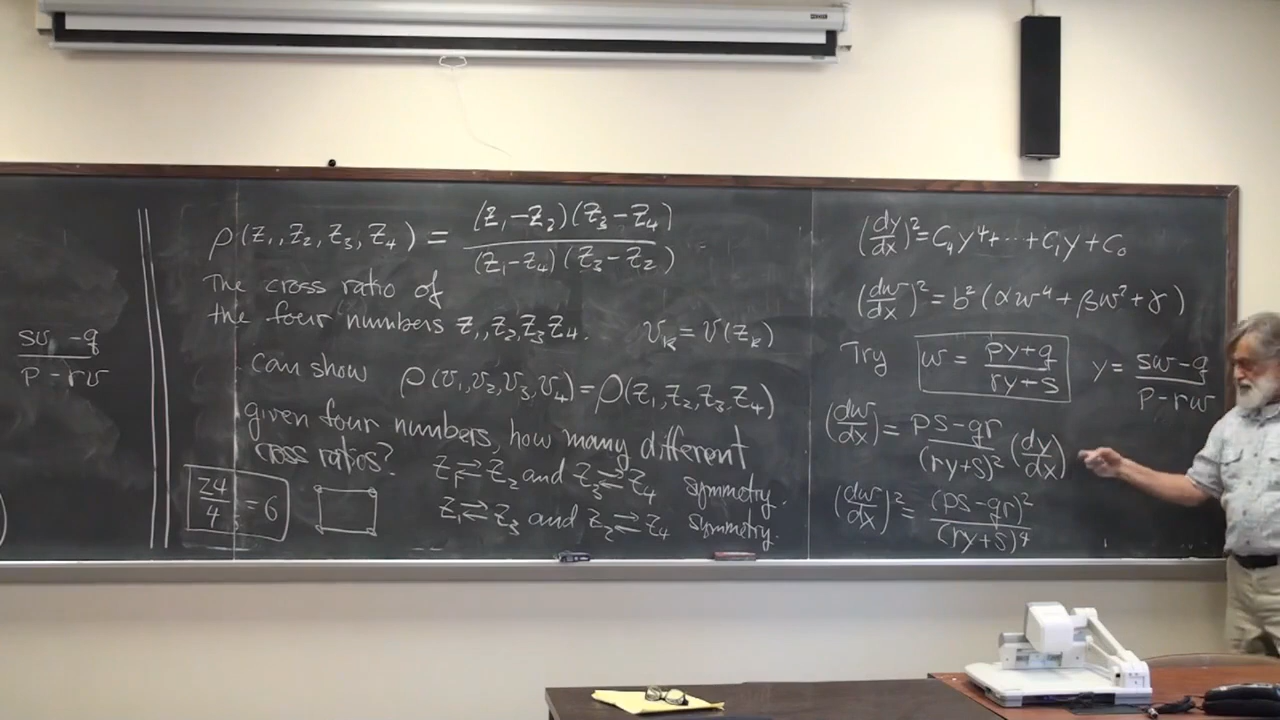 sw - q
p - rw
ρ(z₁, z₂, z₃, z₄) = (z₁-z₂)(z₃-z₄) / (z₁-z₄)(z₃-z₂)
The cross ratio of
the four numbers z₁, z₂ z₃ z₄. v_k = v(z_k)
can show ρ(v₁, v₂, v₃, v₄) = ρ(z₁, z₂, z₃, z₄)
given four numbers, how many different
cross ratios? z₁⇄z₂ and z₃⇄z₄ symmetry.
24/4 = 6 z₁⇄z₃ and z₂⇄z₄ symmetry.
(dy/dx)² = C₄y⁴ + ⋯ + C₁y + C₀
(dw/dx)² = b²(αw⁴ + βw² + γ)
Try w = (py+q)/(ry+s) y = (sw-q)/(p-rw)
(dw/dx) = (ps-qr)/(ry+s)² (dy/dx)
(dw/dx)² = (ps-qr)²/(ry+s)⁴